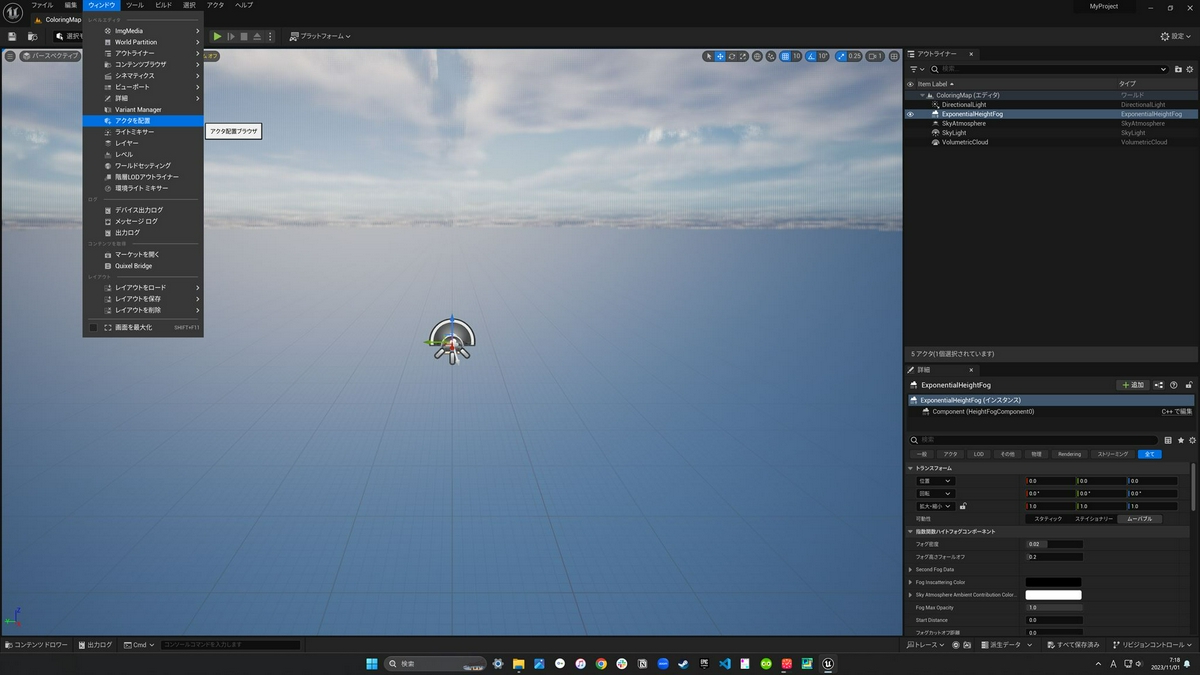 ファイル 編集 ウィンドウ ツール ビルド 選択 アクタ ヘルプ
MyProject
ColoringMap
選択モ
プラットフォーム
設定
レベルエディタ
ImgMedia
World Partition
アウトライナー
コンテンツブラウザ
シネマティクス
ビューポート
詳細
Variant Manager
アクタを配置
ライトミキサー
レイヤー
レベル
ワールドセッティング
階層LODアウトライナー
環境ライト ミキサー
ログ
デバイス出力ログ
メッセージ ログ
出力ログ
コンテンツを取得
マーケットを開く
Quixel Bridge
レイアウト
レイアウトをロード
レイアウトを保存
レイアウトを削除
画面を最大化 SHIFT+F11
アクタ配置ブラウザ
パースペクティブ
10 10° 0.25 1
アウトライナー
検索...
Item Label タイプ
ColoringMap (エディタ) ワールド
DirectionalLight DirectionalLight
ExponentialHeightFog ExponentialHeightFog
SkyAtmosphere SkyAtmosphere
SkyLight SkyLight
VolumetricCloud VolumetricCloud
5 アクタ(1個選択されています)
詳細
ExponentialHeightFog
追加
ExponentialHeightFog (インスタンス)
Component (HeightFogComponent0) C++ で編集
検索
一般 アクタ LOD その他 物理 Rendering ストリーミング 全て
トランスフォーム
位置 0.0 0.0 0.0
回転 0.0° 0.0° 0.0°
拡大・縮小 1.0 1.0 1.0
可動性 スタティック ステイショナリー ムーバブル
指数関数ハイトフォグコンポーネント
フォグ密度 0.02
フォグ高さフォールオフ 0.2
Second Fog Data
Fog Inscattering Color
Sky Atmosphere Ambient Contribution Color...
Fog Max Opacity 1.0
Start Distance 0.0
フォグカットオフ距離 0.0
コンテンツ ドロワー 出力ログ Cmd コンソールコマンドを入力します
トレース 派生データ すべて保存済み リビジョンコントロール
検索
A
7:18
2023/11/01